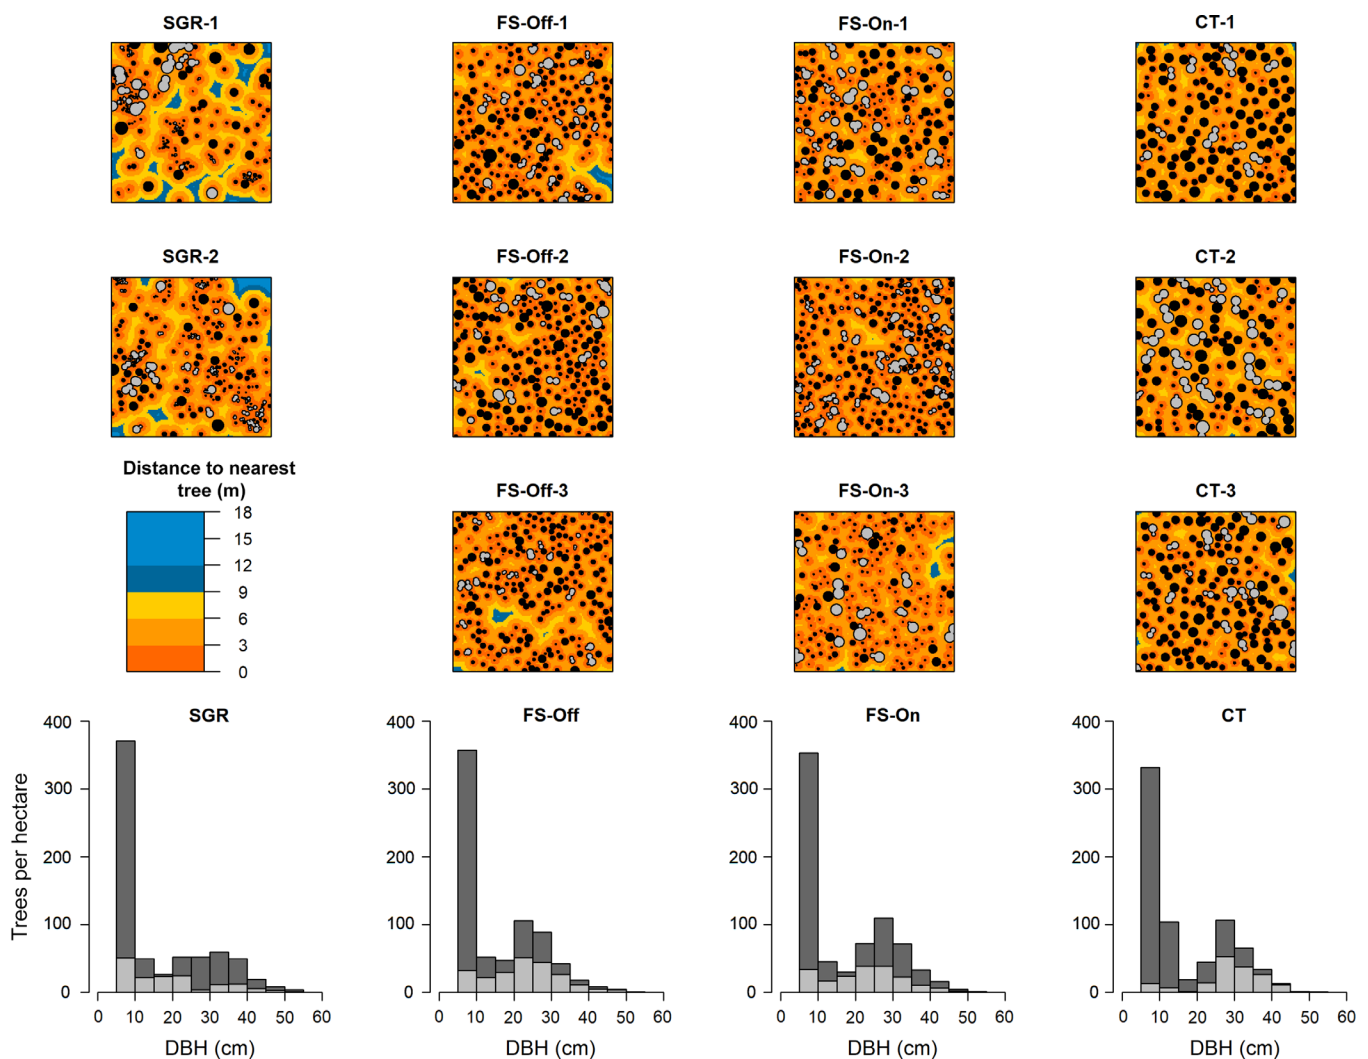 SGR-1 FS-Off-1 FS-On-1 CT-1
SGR-2 FS-Off-2 FS-On-2 CT-2
Distance to nearest
tree (m)
18
15
12
9
6
3
0
FS-Off-3 FS-On-3 CT-3
SGR FS-Off FS-On CT
Trees per hectare
400
300
200
100
0
0 10 20 30 40 50 60
DBH (cm)
400
300
200
100
0
0 10 20 30 40 50 60
DBH (cm)
400
300
200
100
0
0 10 20 30 40 50 60
DBH (cm)
400
300
200
100
0
0 10 20 30 40 50 60
DBH (cm)